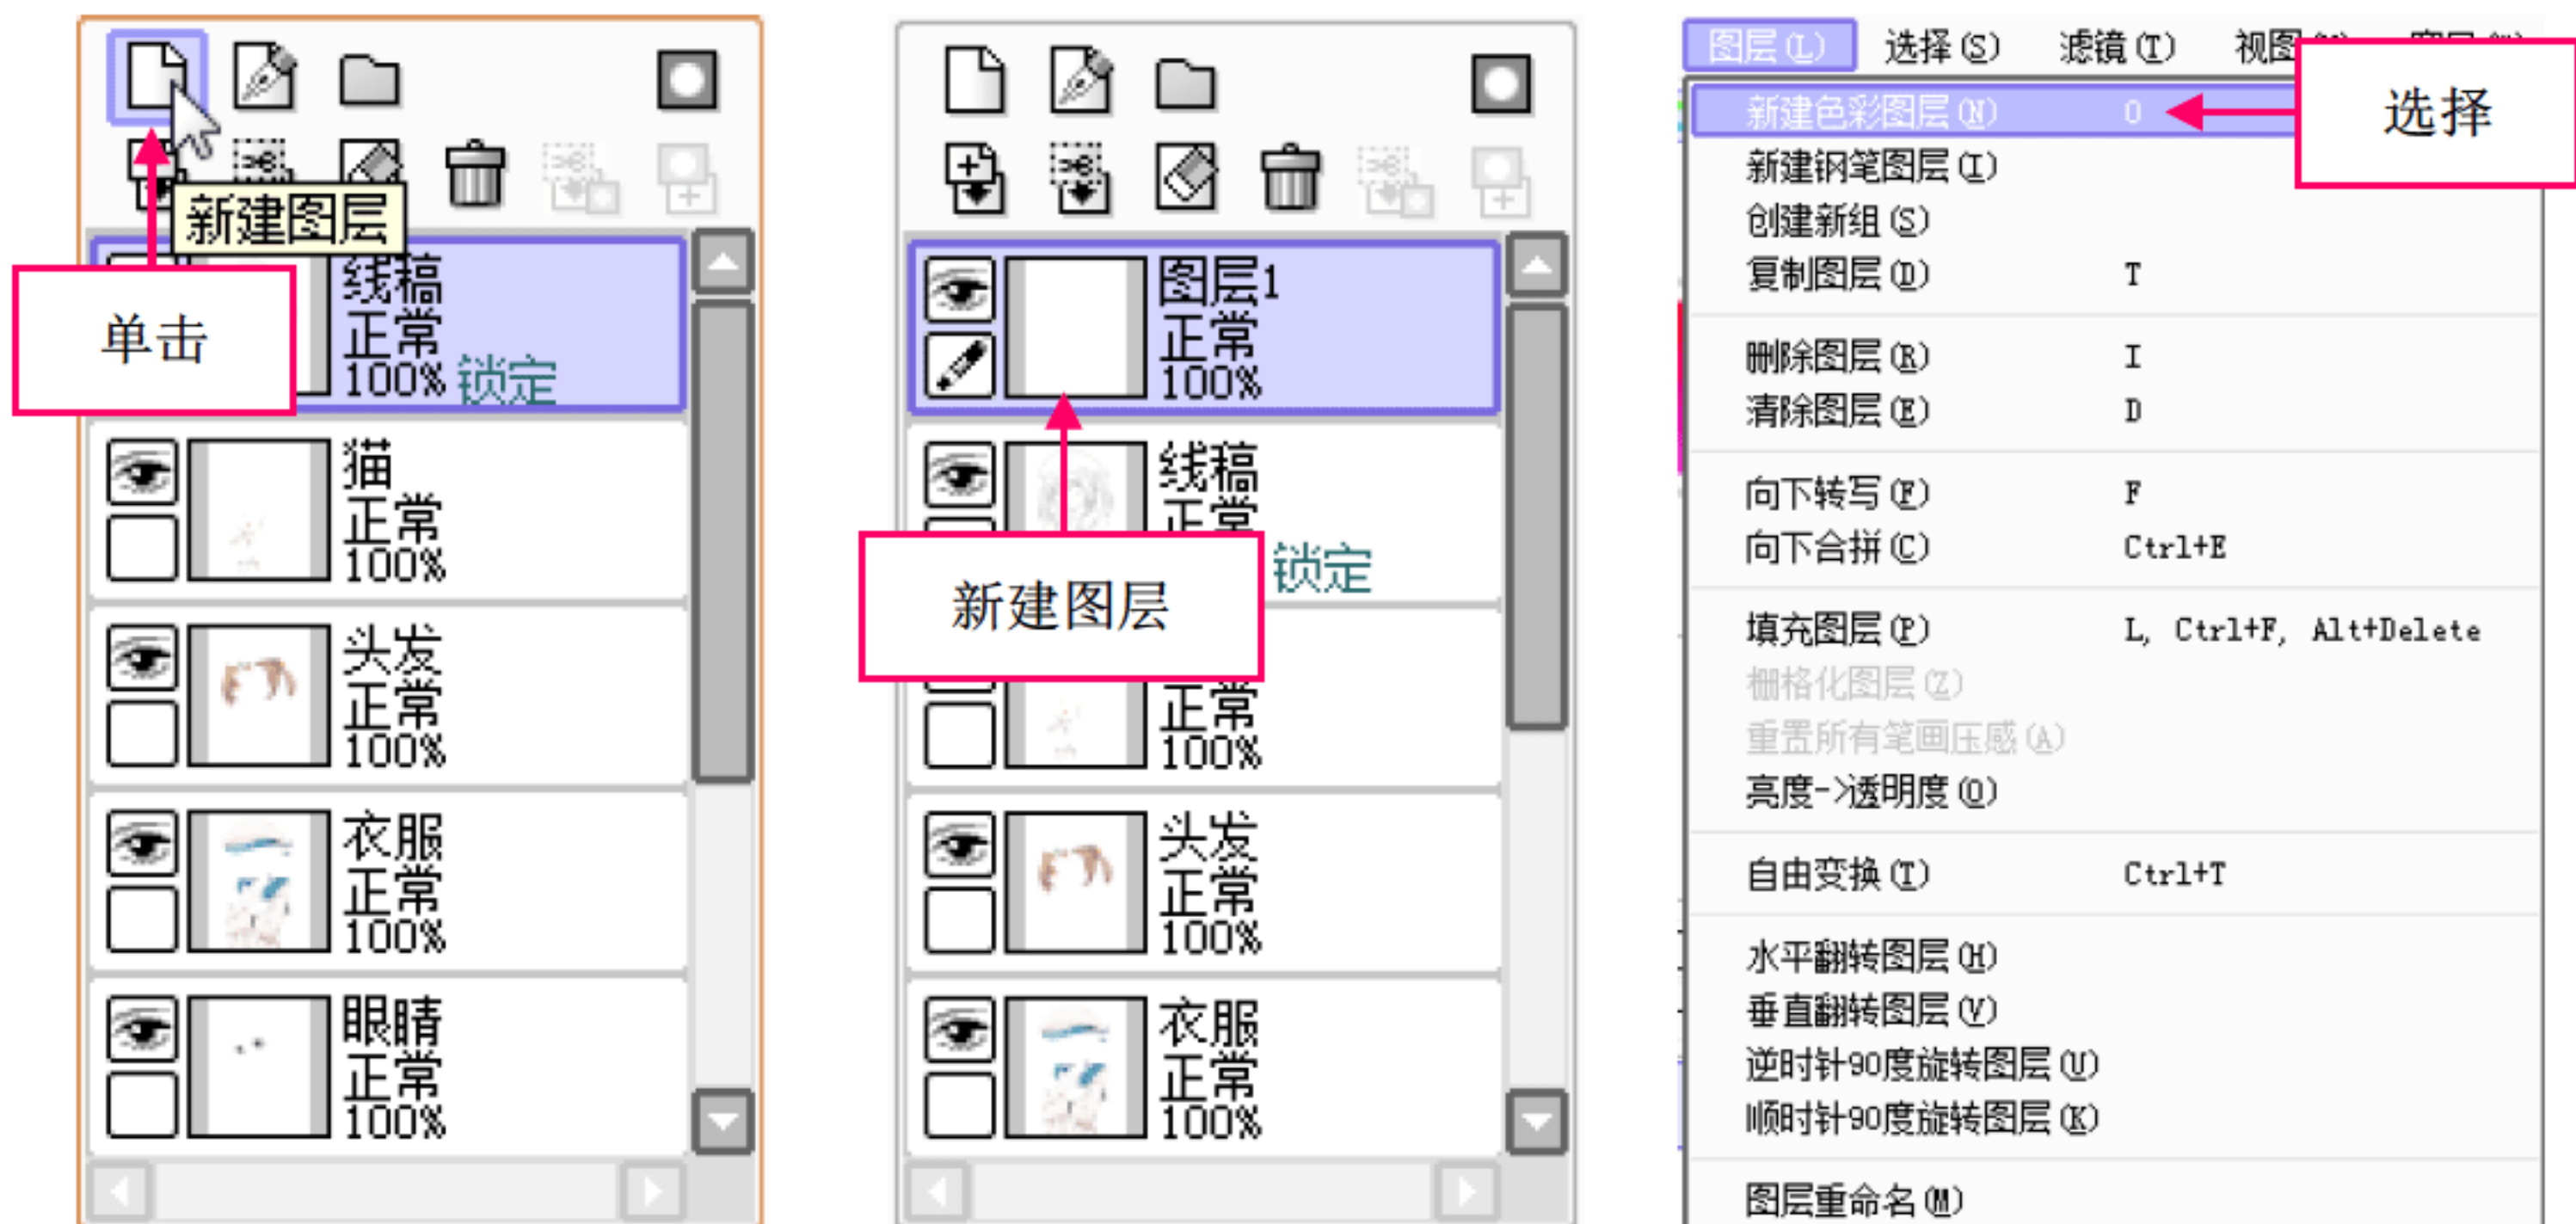 新建图层
单击
线稿
正常
100% 锁定
猫
正常
100%
头发
正常
100%
衣服
正常
100%
眼睛
正常
100%
图层1
正常
100%
线稿
正常
锁定
新建图层
正常
100%
头发
正常
100%
衣服
正常
100%
图层(L) 选择(S) 滤镜(T) 视图
选择
新建色彩图层(N) O
新建钢笔图层(I)
创建新组(S)
复制图层(D) T
删除图层(R) I
清除图层(E) D
向下转写(F) F
向下合拼(C) Ctrl+E
填充图层(P) L, Ctrl+F, Alt+Delete
栅格化图层(Z)
重置所有笔画压感(A)
亮度->透明度(O)
自由变换(T) Ctrl+T
水平翻转图层(H)
垂直翻转图层(V)
逆时针90度旋转图层(U)
顺时针90度旋转图层(K)
图层重命名(M)